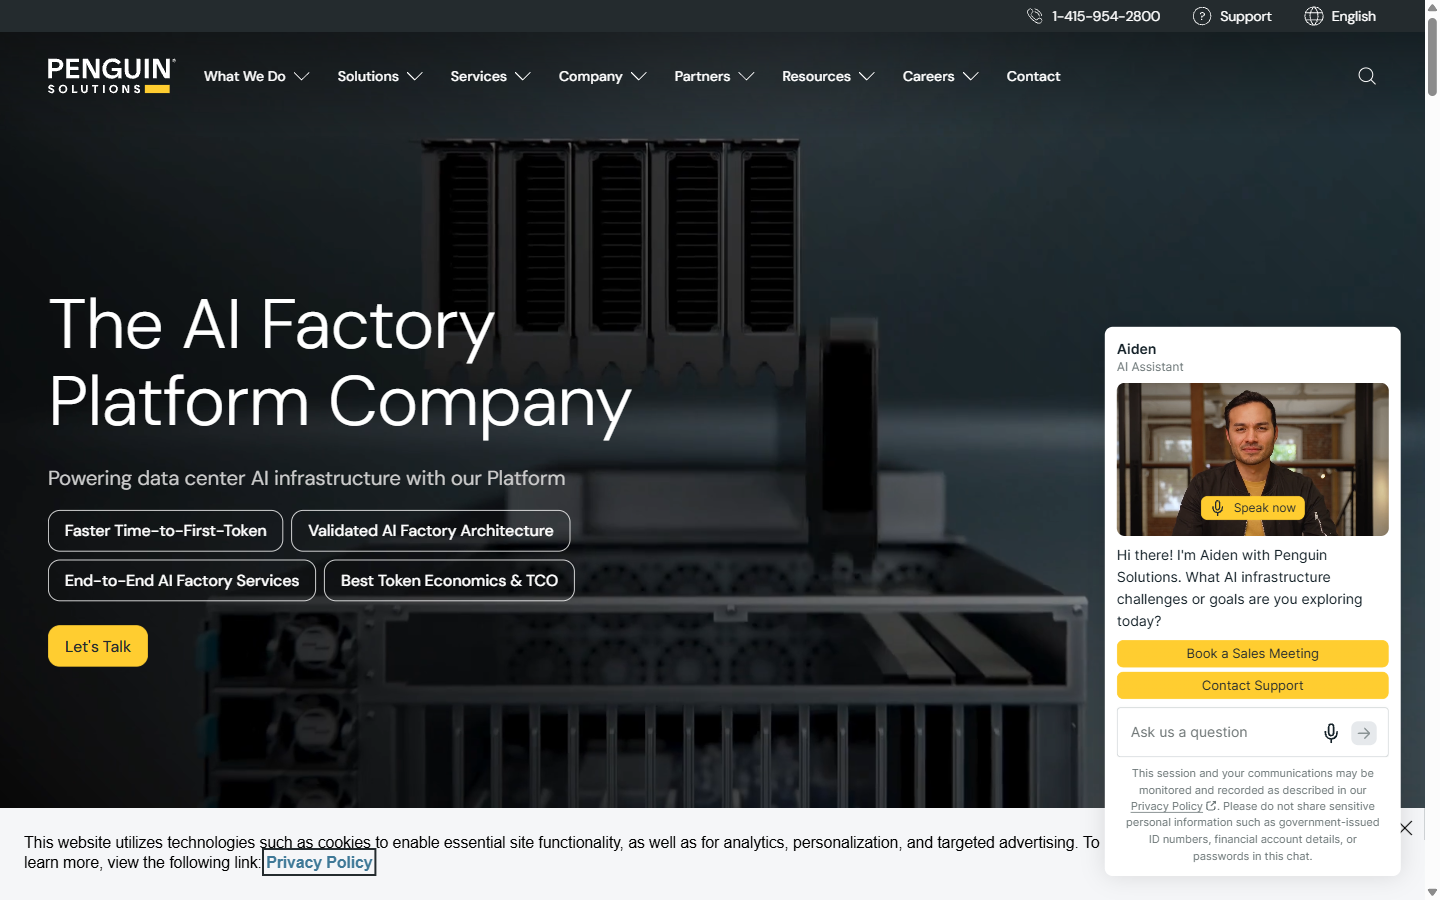 1-415-954-2800
Support
English
PENGUIN®
SOLUTIONS
What We Do
Solutions
Services
Company
Partners
Resources
Careers
Contact
The AI Factory
Platform Company
Powering data center AI infrastructure with our Platform
Faster Time-to-First-Token
Validated AI Factory Architecture
End-to-End AI Factory Services
Best Token Economics & TCO
Let's Talk
Aiden
AI Assistant
Speak now
Hi there! I'm Aiden with Penguin
Solutions. What AI infrastructure
challenges or goals are you exploring
today?
Book a Sales Meeting
Contact Support
Ask us a question
This session and your communications may be
monitored and recorded as described in our
Privacy Policy. Please do not share sensitive
personal information such as government-issued
ID numbers, financial account details, or
passwords in this chat.
This website utilizes technologies such as cookies to enable essential site functionality, as well as for analytics, personalization, and targeted advertising. To
learn more, view the following link: Privacy Policy